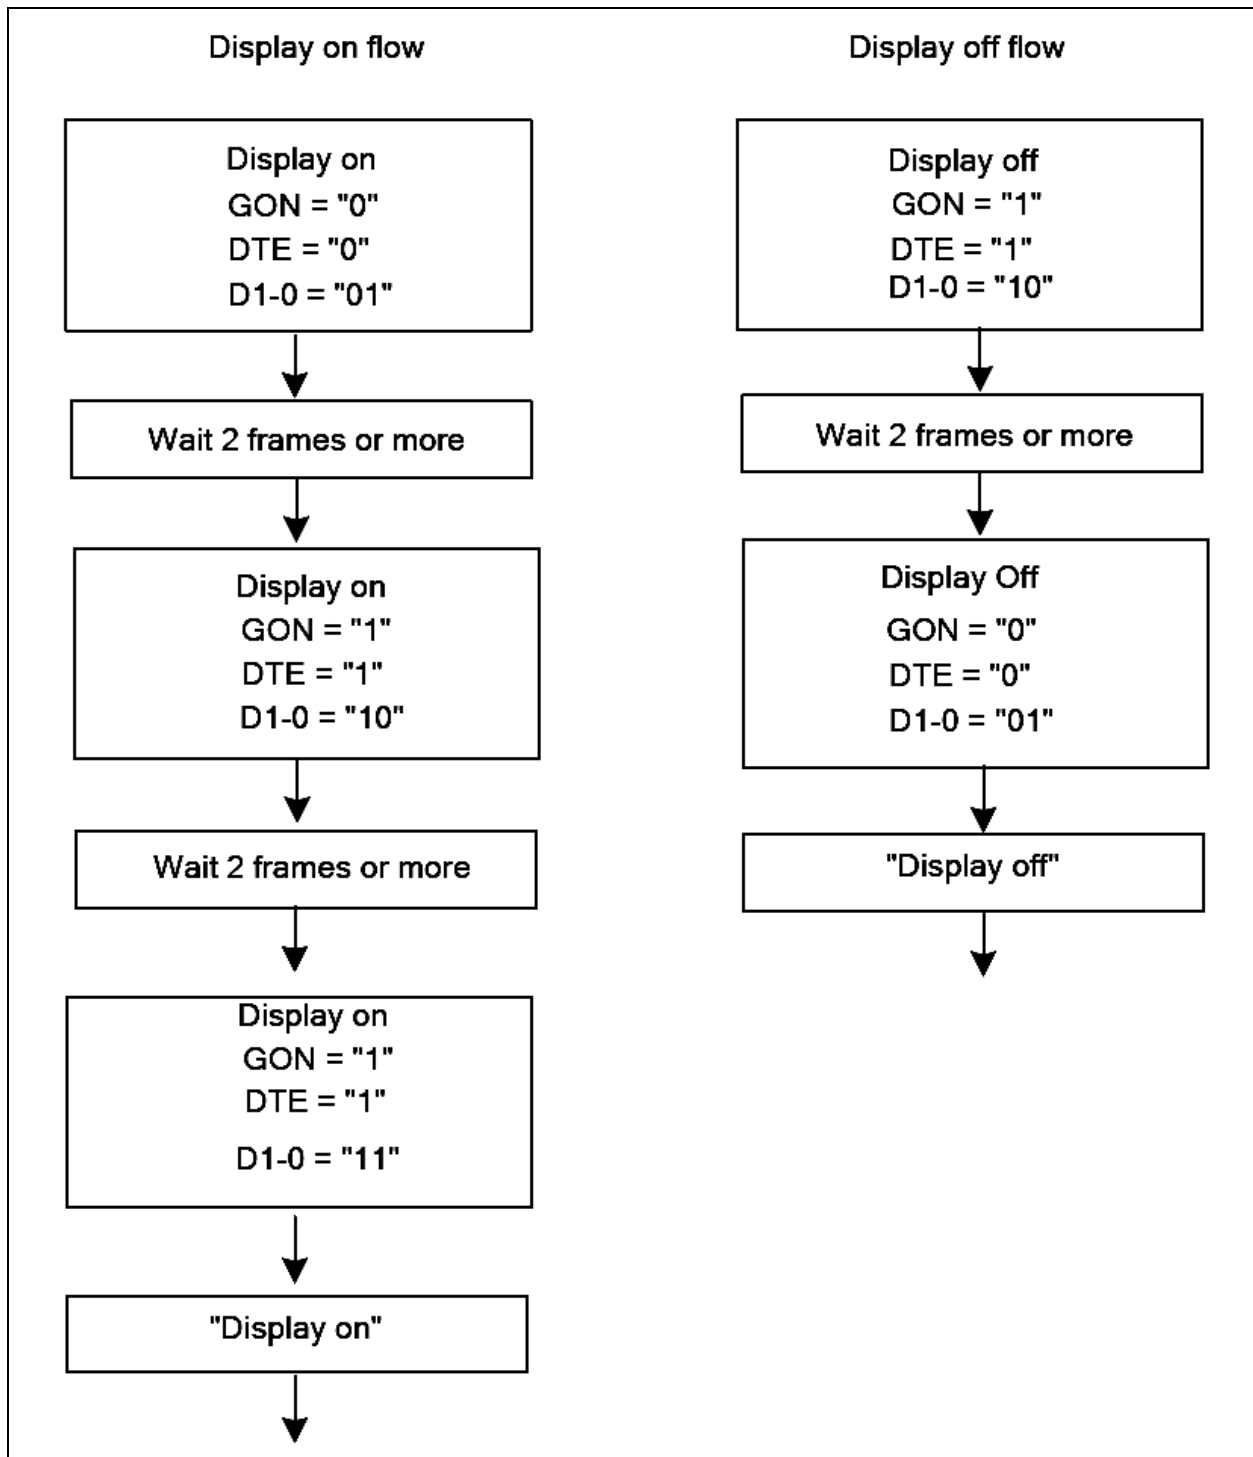 Display on flow
Display on
GON = "0"
DTE = "0"
D1-0 = "01"
Wait 2 frames or more
Display on
GON = "1"
DTE = "1"
D1-0 = "10"
Wait 2 frames or more
Display on
GON = "1"
DTE = "1"
D1-0 = "11"
"Display on"
Display off flow
Display off
GON = "1"
DTE = "1"
D1-0 = "10"
Wait 2 frames or more
Display Off
GON = "0"
DTE = "0"
D1-0 = "01"
"Display off"